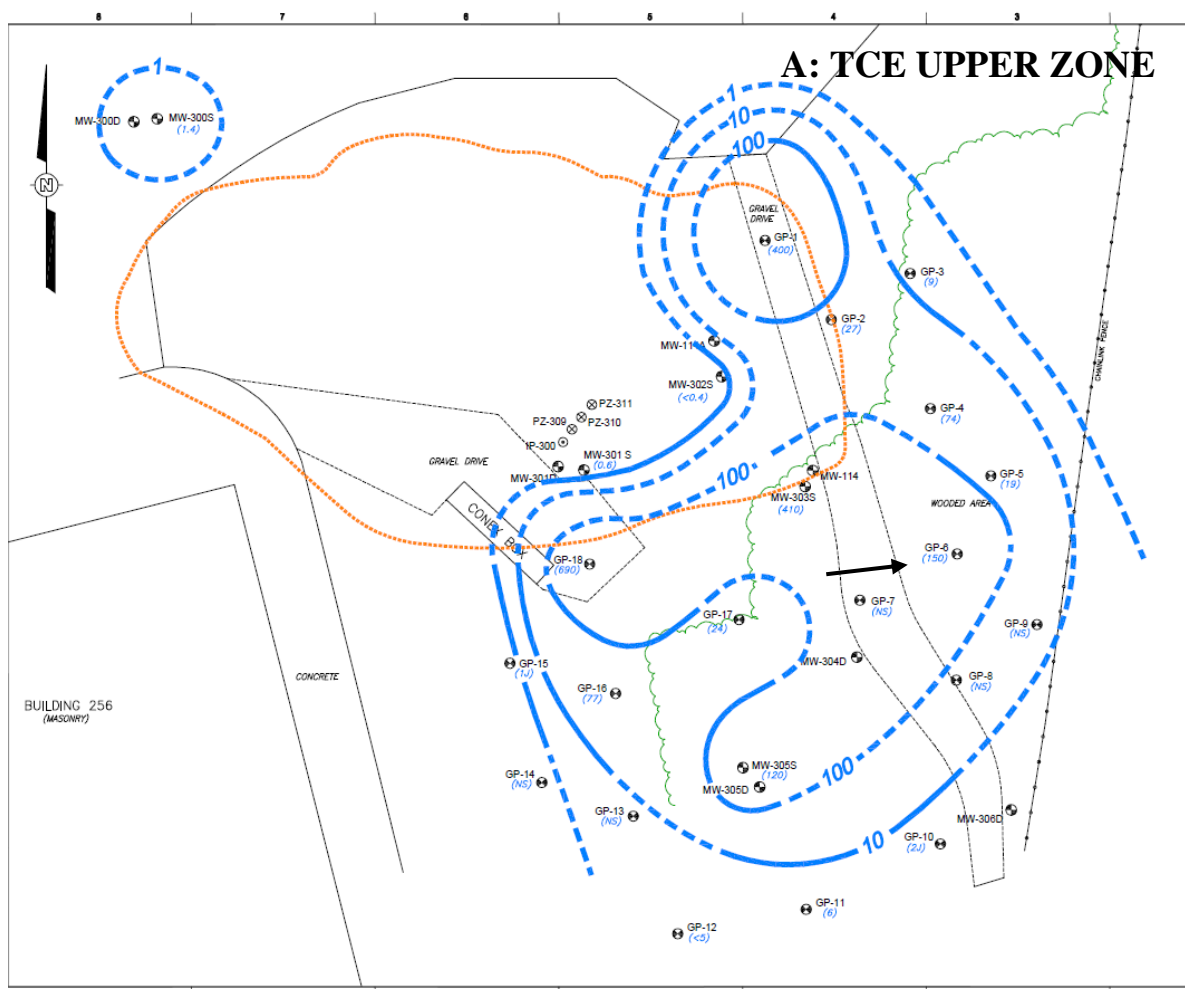 8 7 6 5 4 3
A: TCE UPPER ZONE
1
MW-300D
MW-300S
(1.4)
N
1
10
100
GRAVEL
DRIVE
GP-1
(400)
GP-3
(9)
GP-2
(27)
CHAINLINK FENCE
MW-302S
(<0.4)
PZ-311
PZ-309
PZ-310
IP-300
GP-4
(74)
GRAVEL DRIVE
MW-301 S
(0.6)
100
MW-114
MW-303S
(410)
GP-5
(19)
WOODED AREA
CONEX BOX
GP-18
(690)
GP-6
(150)
GP-7
(NS)
GP-17
(24)
GP-9
(NS)
GP-15
(1J)
MW-304D
CONCRETE
GP-16
(77)
GP-8
(NS)
BUILDING 256
(MASONRY)
GP-14
(NS)
MW-305S
(120)
MW-305D
100
GP-13
(NS)
MW-306D
10
GP-10
(2J)
GP-11
(6)
GP-12
(<5)